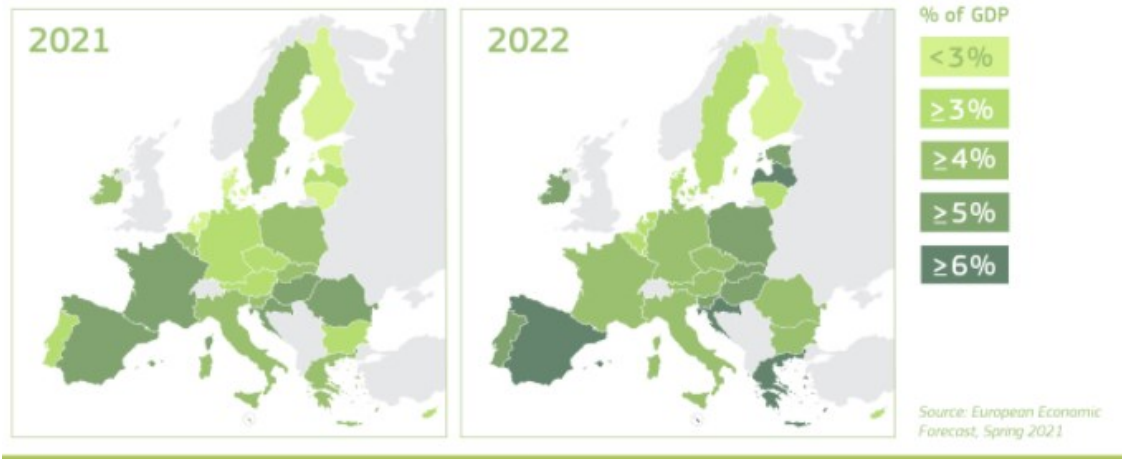 2021
2022
% of GDP
<3%
≥3%
≥4%
≥5%
≥6%
Source: European Economic
Forecast, Spring 2021